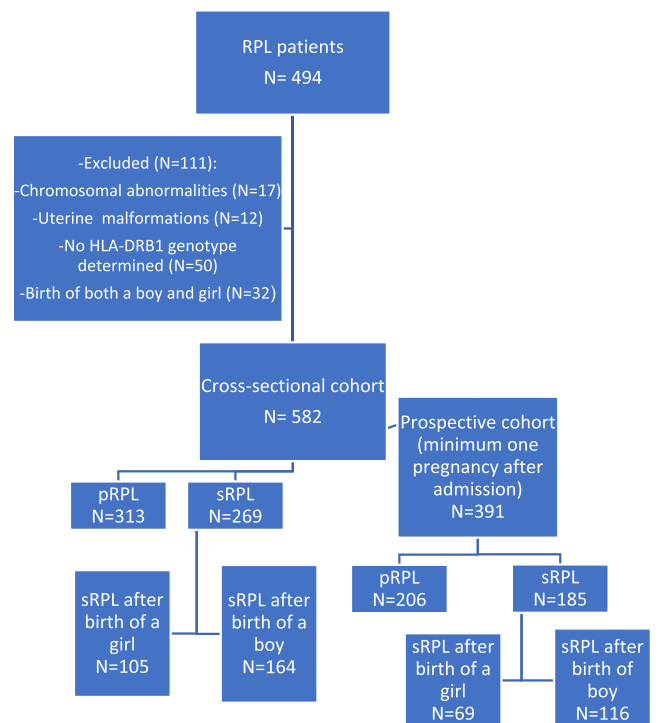 RPL patients
N= 494
-Excluded (N=111):
-Chromosomal abnormalities (N=17)
-Uterine malformations (N=12)
-No HLA-DRB1 genotype
determined (N=50)
-Birth of both a boy and girl (N=32)
Cross-sectional cohort
N= 582
Prospective cohort
(minimum one
pregnancy after
admission)
N=391
pRPL
N=313
sRPL
N=269
sRPL after
birth of a
girl
N=105
sRPL after
birth of a
boy
N=164
pRPL
N=206
sRPL
N=185
sRPL after
birth of a
girl
N=69
sRPL after
birth of
boy
N=116